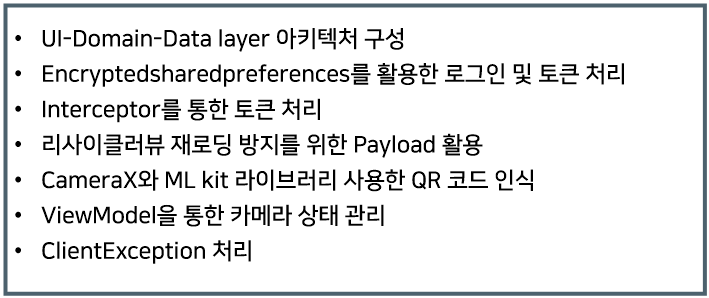 • UI-Domain-Data layer 아키텍처 구성
• Encryptedsharedpreferences를 활용한 로그인 및 토큰 처리
• Interceptor를 통한 토큰 처리
• 리사이클러뷰 재로딩 방지를 위한 Payload 활용
• CameraX와 ML kit 라이브러리 사용한 QR 코드 인식
• ViewModel을 통한 카메라 상태 관리
• ClientException 처리